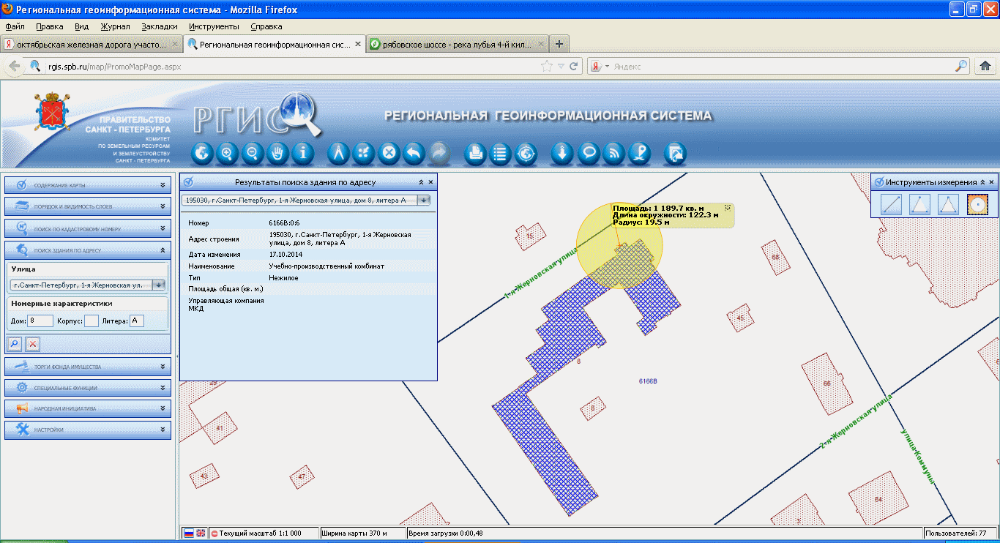 Региональная геоинформационная система - Mozilla Firefox
Файл Правка Вид Журнал Закладки Инструменты Справка
октябрьская железная дорога участо... Региональная геоинформационная сис... рябовское шоссе - река лубья 4-й кил...
rgis.spb.ru/map/PromoMapPage.aspx Яндекс
ПРАВИТЕЛЬСТВО
САНКТ - ПЕТЕРБУРГА
КОМИТЕТ
ПО ЗЕМЕЛЬНЫМ РЕСУРСАМ
И ЗЕМЛЕУСТРОЙСТВУ
САНКТ - ПЕТЕРБУРГА
РГИС
РЕГИОНАЛЬНАЯ ГЕОИНФОРМАЦИОННАЯ СИСТЕМА
СОДЕРЖАНИЕ КАРТЫ
ПОРЯДОК И ВИДИМОСТЬ СЛОЕВ
ПОИСК ПО КАДАСТРОВОМУ НОМЕРУ
ПОИСК ЗДАНИЯ ПО АДРЕСУ
Улица
г.Санкт-Петербург, 1-я Жерновская ул.
Номерные характеристики
Дом: 8 Корпус: Литера: А
ТОРГИ ФОНДА ИМУЩЕСТВА
СПЕЦИАЛЬНЫЕ ФУНКЦИИ
НАРОДНАЯ ИНИЦИАТИВА
НАСТРОЙКИ
Результаты поиска здания по адресу
195030, г.Санкт-Петербург, 1-я Жерновская улица, дом 8, литера А
Номер 6166В:0:6
Адрес строения 195030, г.Санкт-Петербург, 1-я Жерновская
улица, дом 8, литера А
Дата изменения 17.10.2014
Наименование Учебно-производственный комбинат
Тип Нежилое
Площадь общая (кв. м.)
Управляющая компания
МКД
Инструменты измерения
Площадь: 1 189.7 кв. м
Длина окружности: 122.3 м
Радиус: 19.5 м
15
1-я Жерновская улица
68
45
8
6166В
66
6
2-я Жерновская улица
улица Коммуны
41
43
47
64
3
Текущий масштаб 1:1 000 Ширина карты 370 м Время загрузки 0:00,48 Пользователей: 77